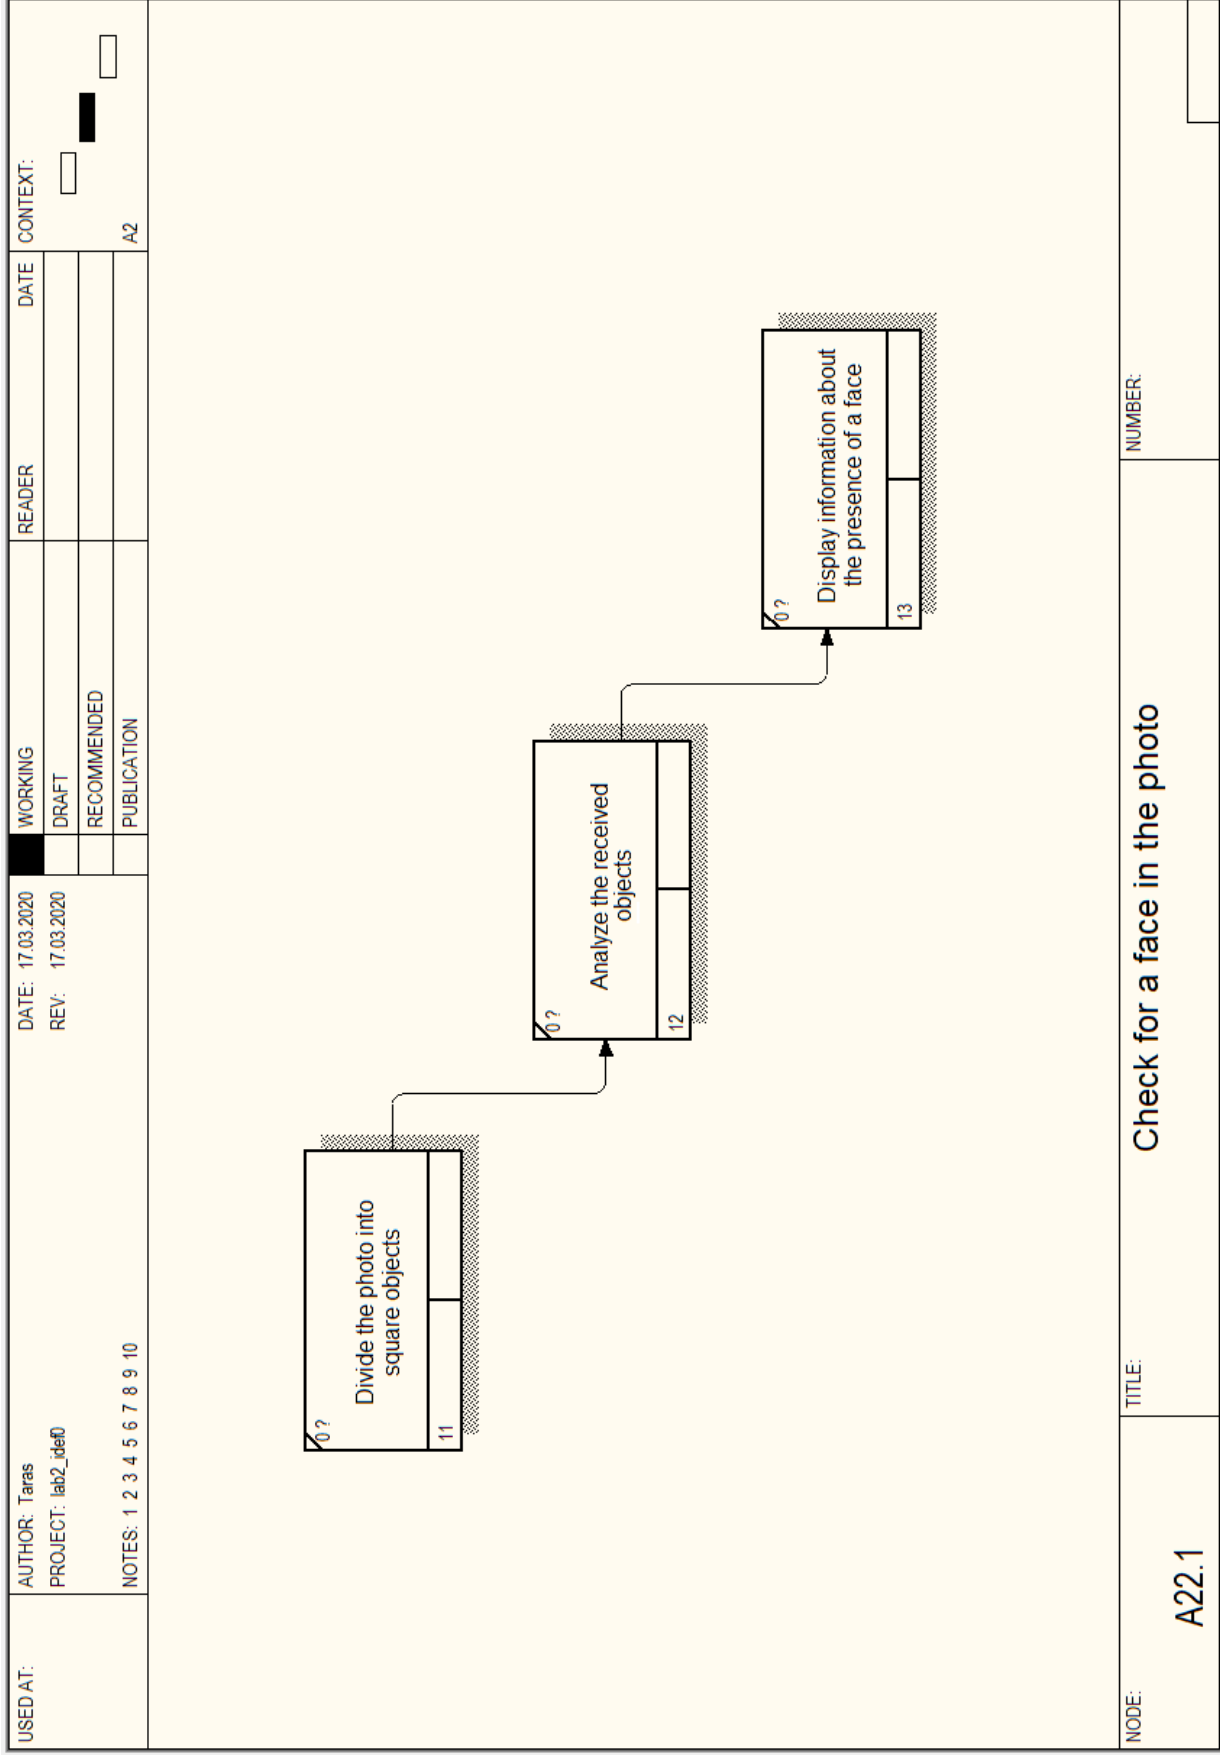 USED AT:
AUTHOR: Taras
DATE: 17.03.2020
PROJECT: lab2_idef0
REV: 17.03.2020
NOTES: 1 2 3 4 5 6 7 8 9 10
WORKING
DRAFT
RECOMMENDED
PUBLICATION
READER
DATE
CONTEXT:
A2
0 ?
Divide the photo into
square objects
11
0 ?
Analyze the received
objects
12
0 ?
Display information about
the presence of a face
13
NODE:
A22.1
TITLE:
Check for a face in the photo
NUMBER: